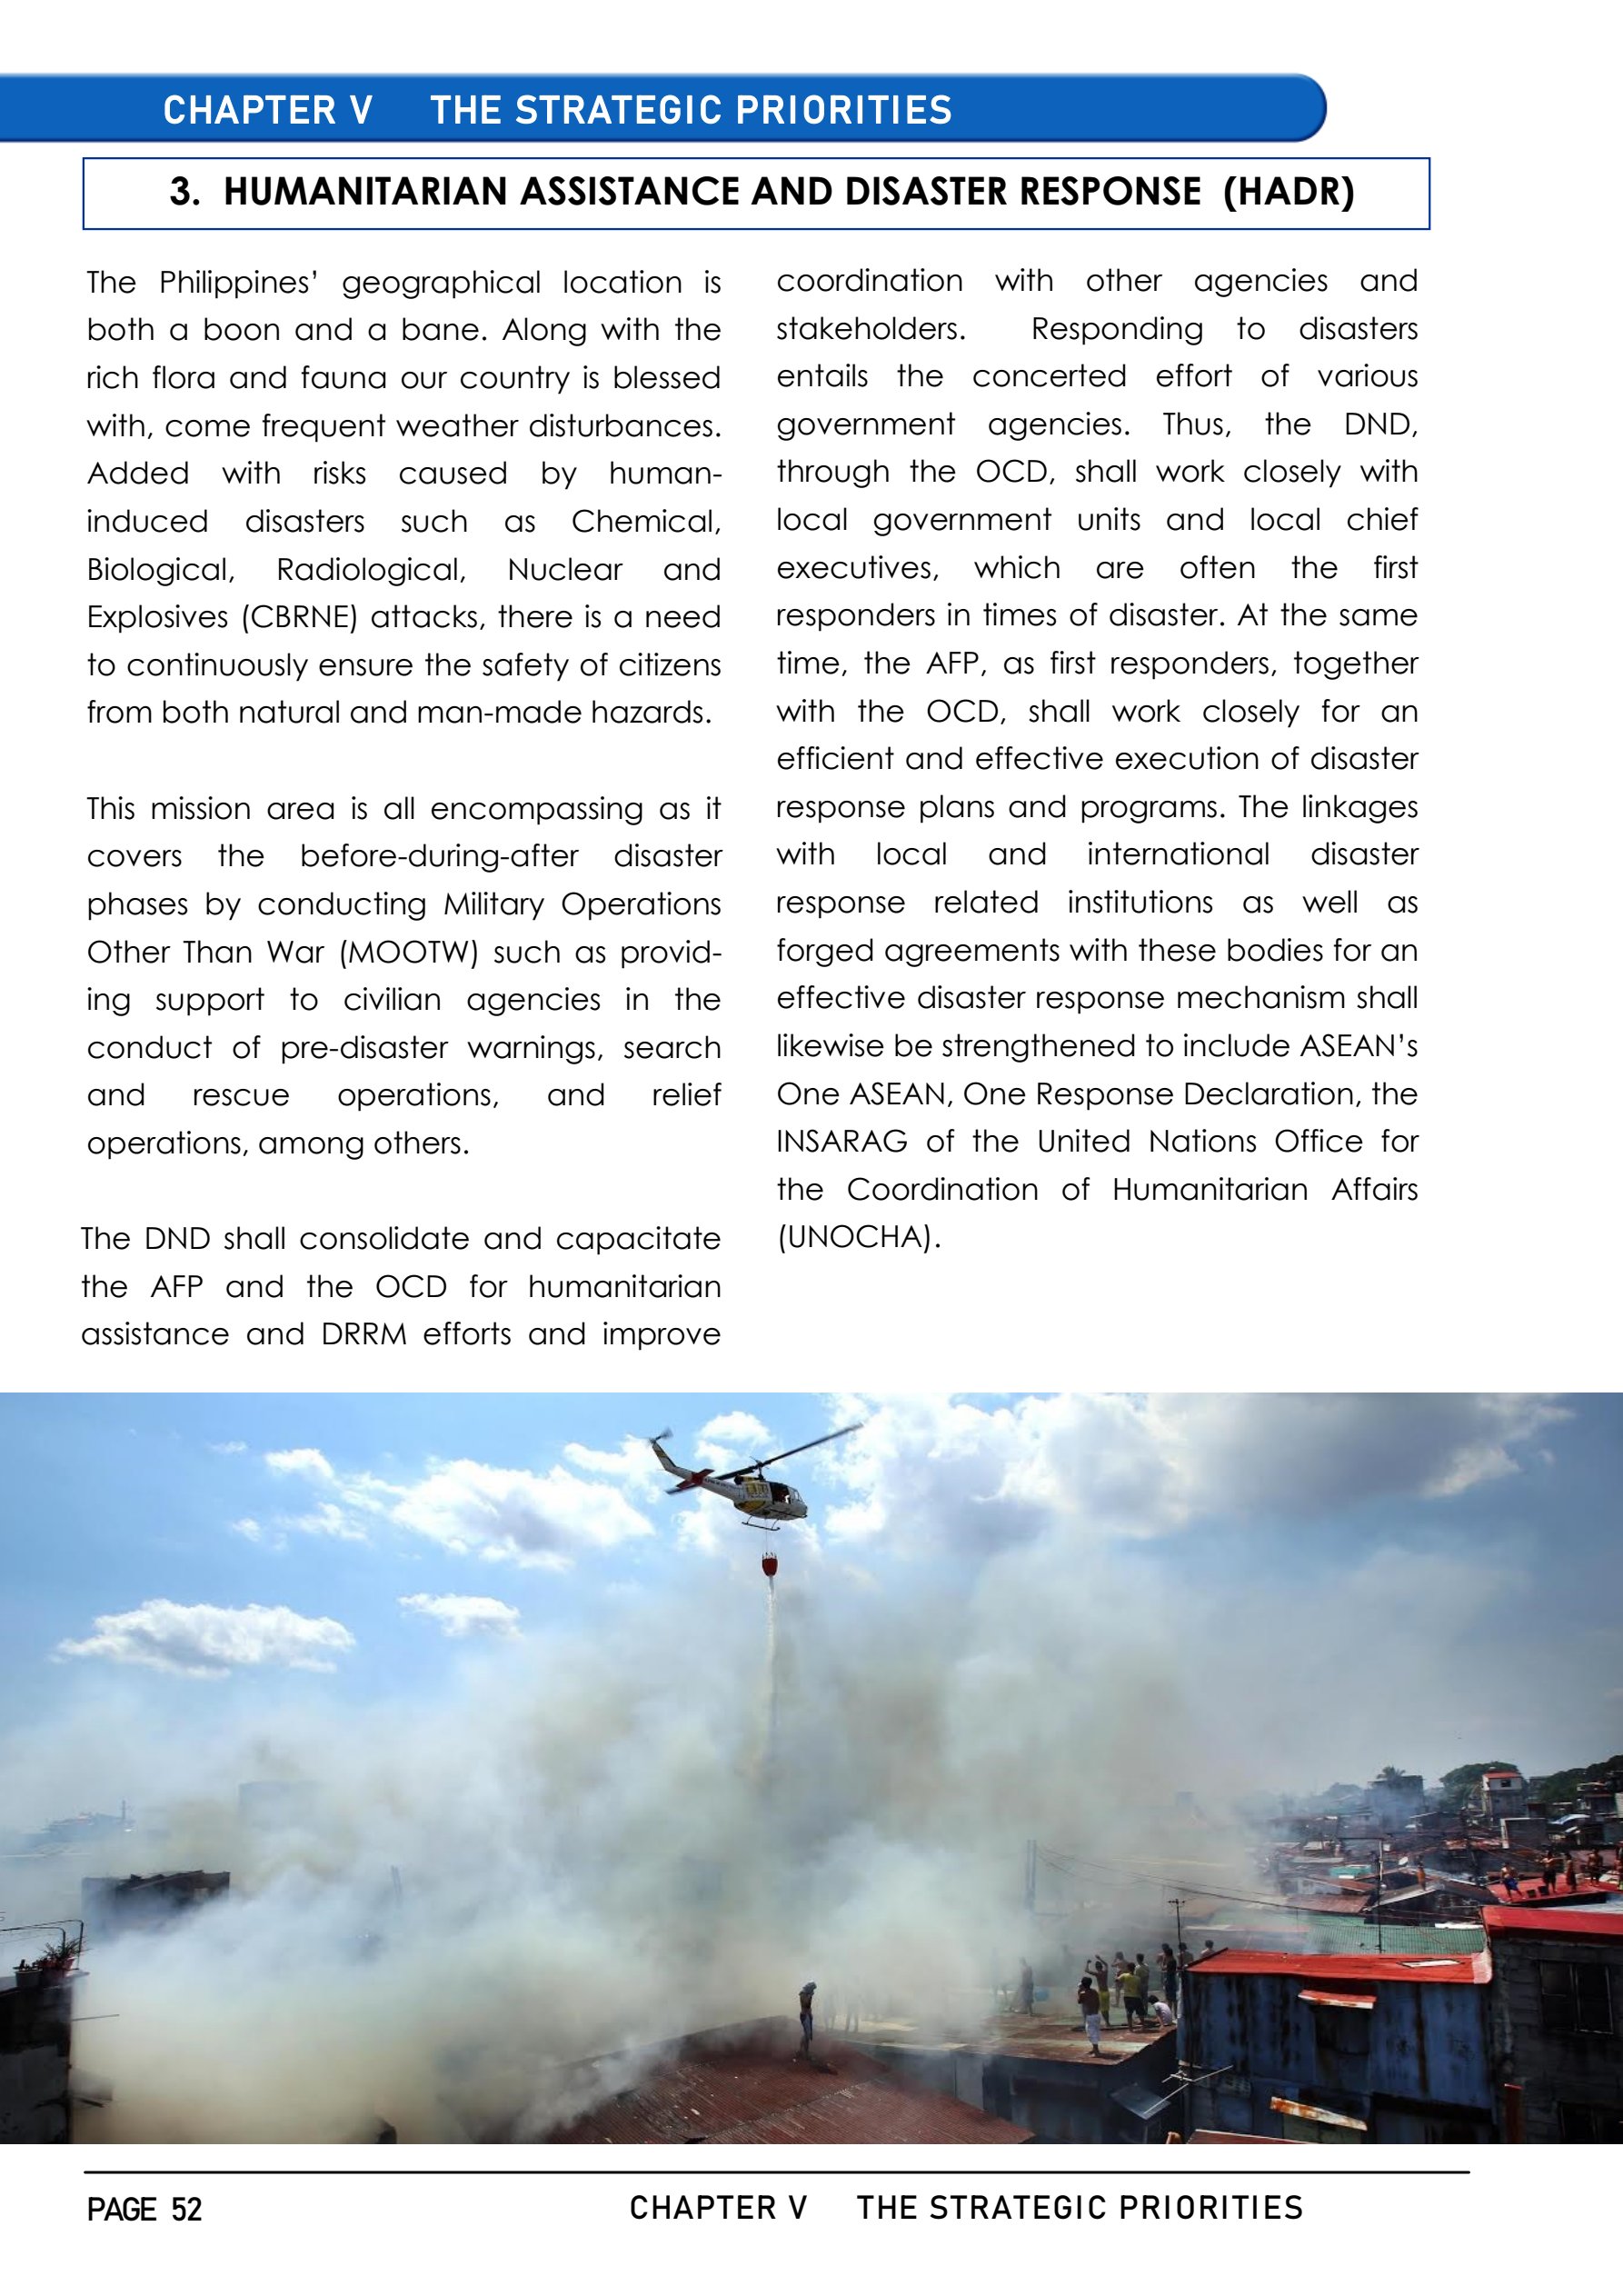 CHAPTER V THE STRATEGIC PRIORITIES
3. HUMANITARIAN ASSISTANCE AND DISASTER RESPONSE (HADR)
The Philippines’ geographical location is
both a boon and a bane. Along with the
rich flora and fauna our country is blessed
with, come frequent weather disturbances.
Added with risks caused by human-
induced disasters such as Chemical,
Biological, Radiological, Nuclear and
Explosives (CBRNE) attacks, there is a need
to continuously ensure the safety of citizens
from both natural and man-made hazards.
This mission area is all encompassing as it
covers the before-during-after disaster
phases by conducting Military Operations
Other Than War (MOOTW) such as provid-
ing support to civilian agencies in the
conduct of pre-disaster warnings, search
and rescue operations, and relief
operations, among others.
The DND shall consolidate and capacitate
the AFP and the OCD for humanitarian
assistance and DRRM efforts and improve
coordination with other agencies and
stakeholders. Responding to disasters
entails the concerted effort of various
government agencies. Thus, the DND,
through the OCD, shall work closely with
local government units and local chief
executives, which are often the first
responders in times of disaster. At the same
time, the AFP, as first responders, together
with the OCD, shall work closely for an
efficient and effective execution of disaster
response plans and programs. The linkages
with local and international disaster
response related institutions as well as
forged agreements with these bodies for an
effective disaster response mechanism shall
likewise be strengthened to include ASEAN’s
One ASEAN, One Response Declaration, the
INSARAG of the United Nations Office for
the Coordination of Humanitarian Affairs
(UNOCHA).
PAGE 52
CHAPTER V THE STRATEGIC PRIORITIES